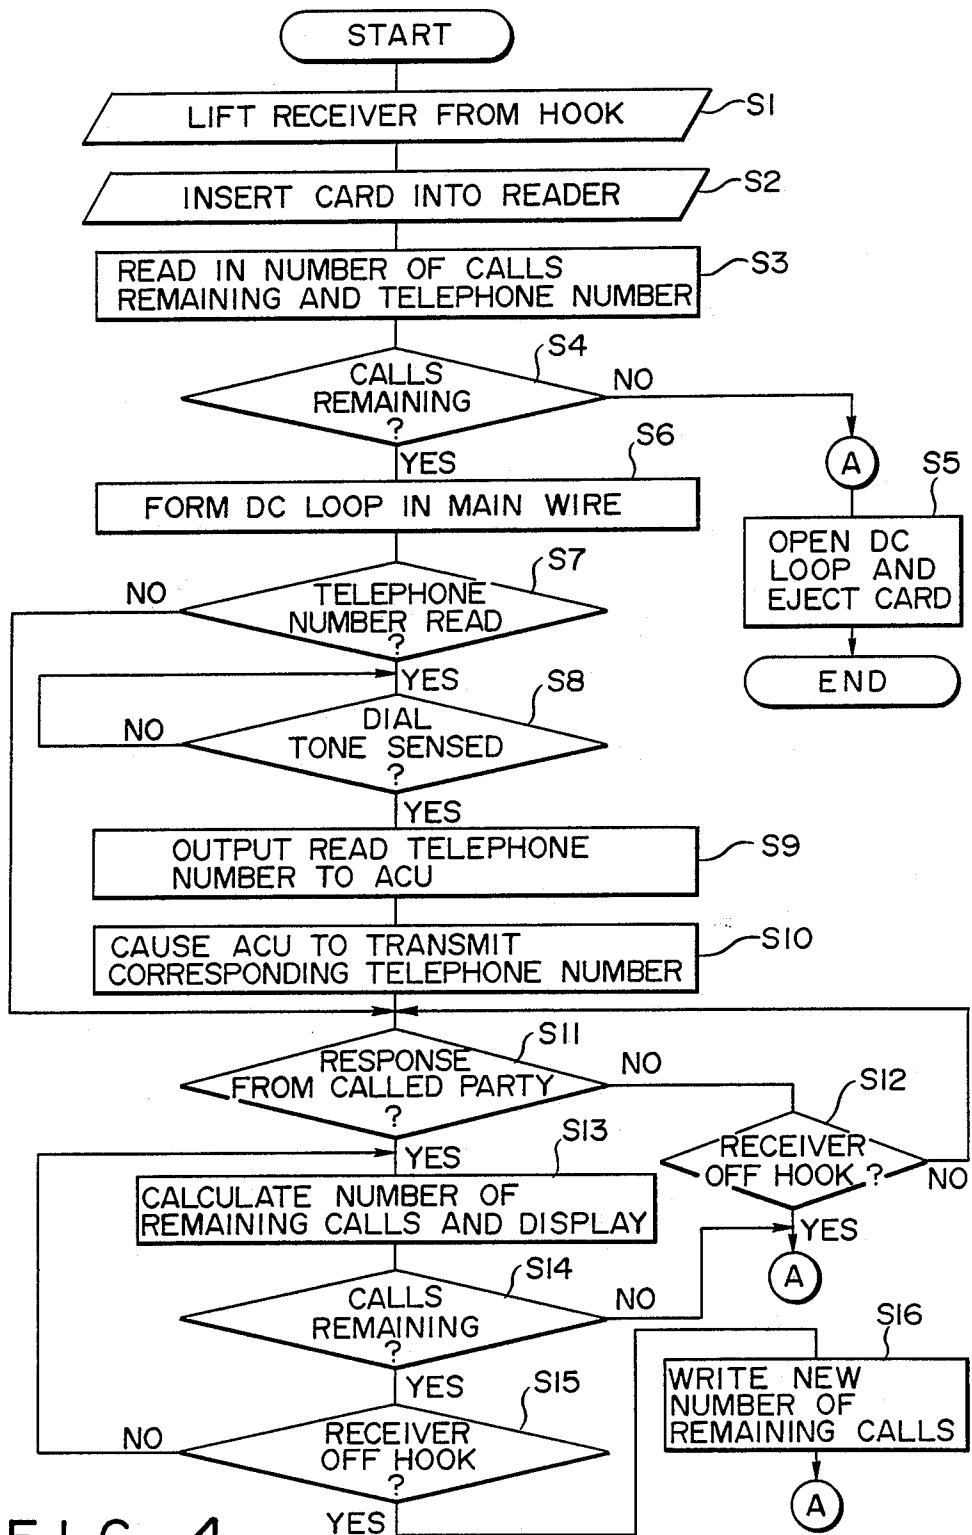 START
LIFT RECEIVER FROM HOOK
S1
INSERT CARD INTO READER
S2
READ IN NUMBER OF CALLS
REMAINING AND TELEPHONE NUMBER
S3
CALLS
REMAINING
?
S4
NO
YES
A
S5
OPEN DC
LOOP AND
EJECT CARD
END
S6
FORM DC LOOP IN MAIN WIRE
S7
TELEPHONE
NUMBER READ
?
NO
YES
S8
DIAL
TONE SENSED
?
NO
YES
OUTPUT READ TELEPHONE
NUMBER TO ACU
S9
CAUSE ACU TO TRANSMIT
CORRESPONDING TELEPHONE NUMBER
S10
S11
RESPONSE
FROM CALLED PARTY
?
NO
YES
S12
RECEIVER
OFF HOOK ?
NO
YES
A
S13
CALCULATE NUMBER OF
REMAINING CALLS AND DISPLAY
S14
CALLS
REMAINING
?
NO
YES
S15
RECEIVER
OFF HOOK
?
NO
YES
S16
WRITE NEW
NUMBER OF
REMAINING CALLS
A
FIG. 4